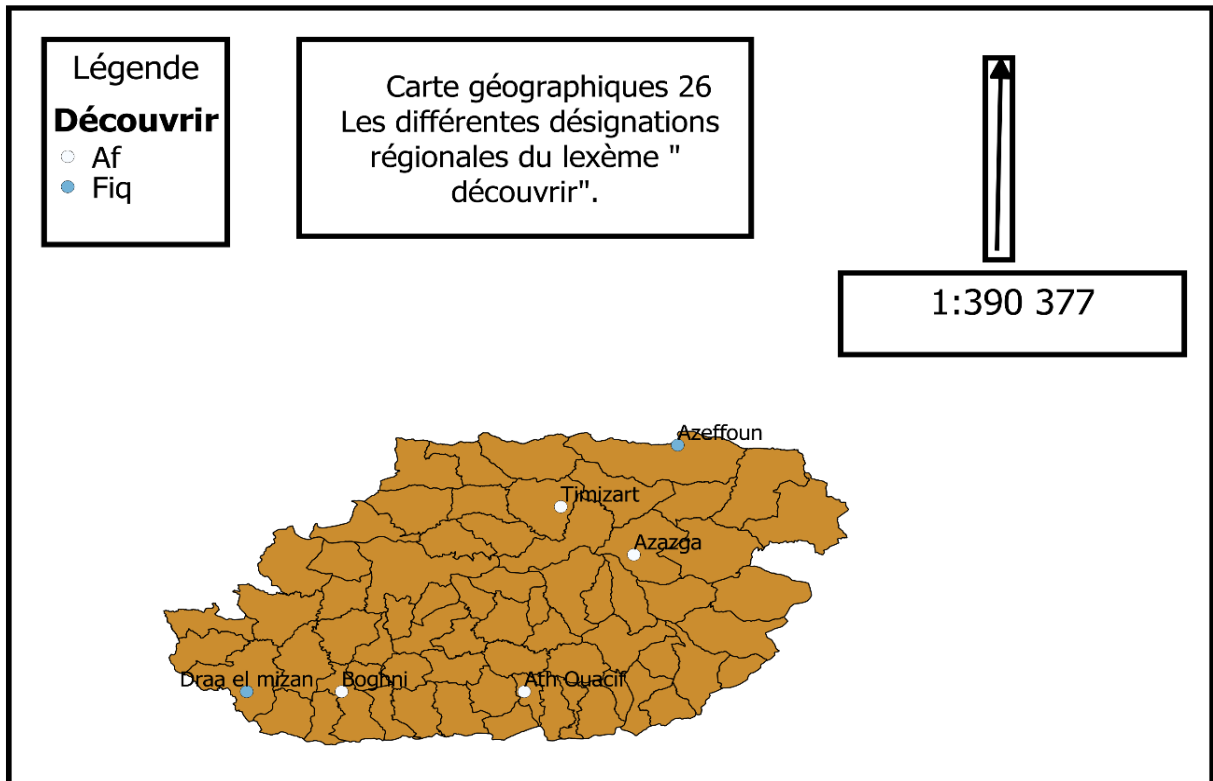 Légende
Découvrir
Af
Fiq
Carte géographiques 26
Les différentes désignations
régionales du lexème "
découvrir".
1:390 377
Azeffoun
Timizart
Azazga
Draa el mizan
Boghni
Ath Ouacif